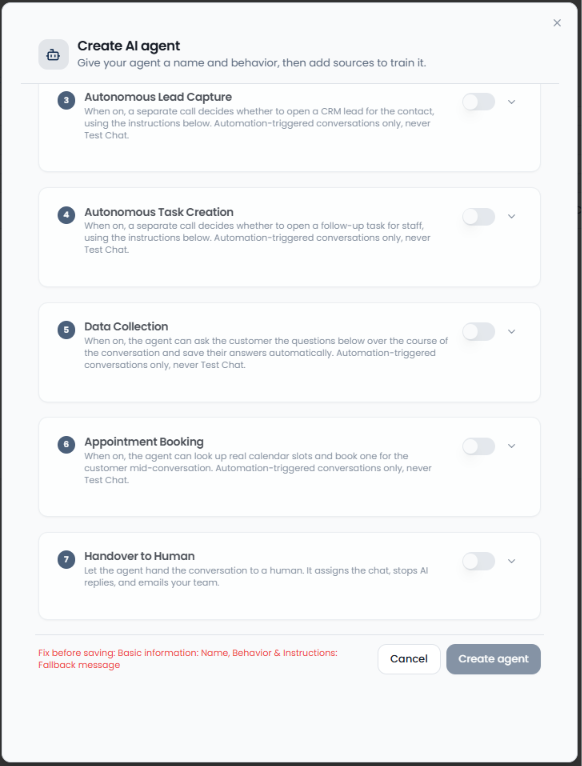 Create AI agent
Give your agent a name and behavior, then add sources to train it.
3
Autonomous Lead Capture
When on, a separate call decides whether to open a CRM lead for the contact,
using the instructions below. Automation-triggered conversations only, never
Test Chat.
4
Autonomous Task Creation
When on, a separate call decides whether to open a follow-up task for staff,
using the instructions below. Automation-triggered conversations only, never
Test Chat.
5
Data Collection
When on, the agent can ask the customer the questions below over the course of
the conversation and save their answers automatically. Automation-triggered
conversations only, never Test Chat.
6
Appointment Booking
When on, the agent can look up real calendar slots and book one for the
customer mid-conversation. Automation-triggered conversations only, never
Test Chat.
7
Handover to Human
Let the agent hand the conversation to a human. It assigns the chat, stops AI
replies, and emails your team.
Fix before saving: Basic information: Name, Behavior & Instructions:
Fallback message
Cancel
Create agent